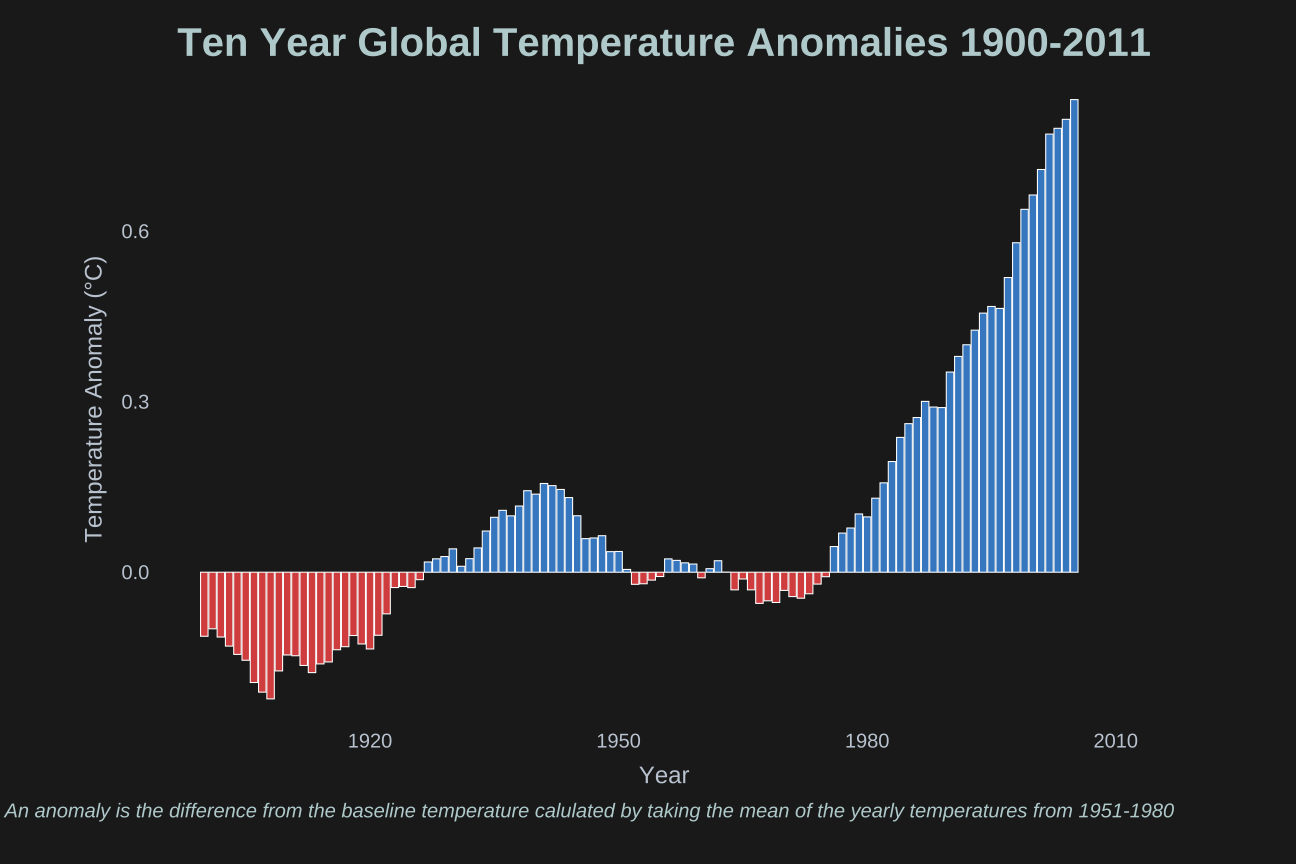 Ten Year Global Temperature Anomalies 1900-2011
Temperature Anomaly (°C)
0.6
0.3
0.0
1920 1950 1980 2010
Year
An anomaly is the difference from the baseline temperature calulated by taking the mean of the yearly temperatures from 1951-1980